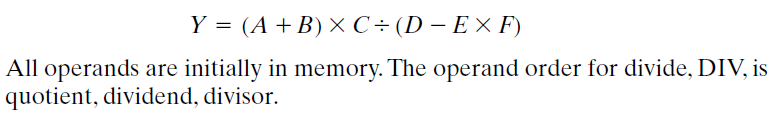 Y = (A + B) × C ÷ (D − E × F)
All operands are initially in memory. The operand order for divide, DIV, is
quotient, dividend, divisor.